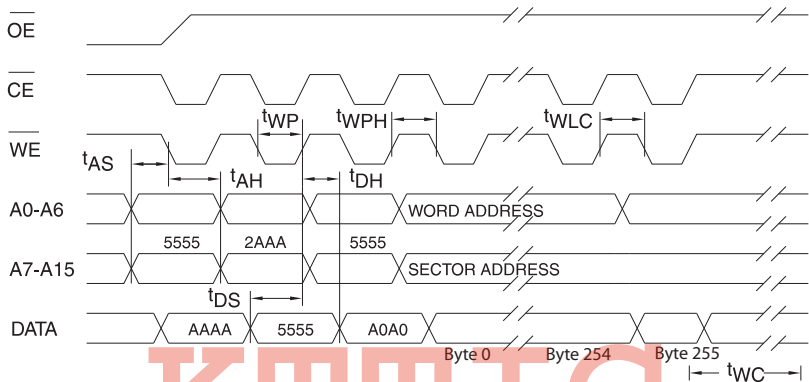 OE
CE
tWP tWPH tWLC
WE
tAS
tAH tDH
A0-A6 WORD ADDRESS
5555 2AAA 5555
A7-A15 SECTOR ADDRESS
tDS
DATA AAAA 5555 A0A0
Byte 0 Byte 254 Byte 255
tWC